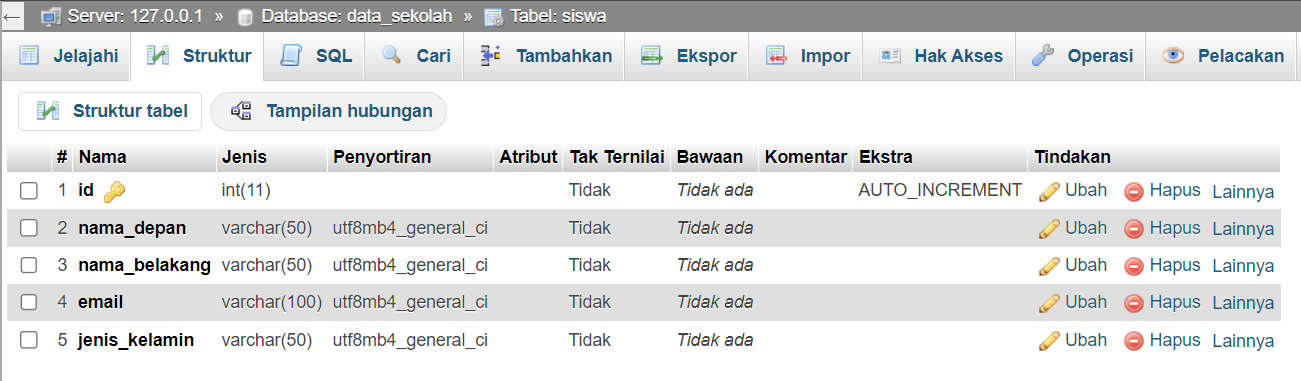 ← Server: 127.0.0.1 » Database: data_sekolah » Tabel: siswa
Jelajahi Struktur SQL Cari Tambahkan Ekspor Impor Hak Akses Operasi Pelacakan
Struktur tabel Tampilan hubungan
# Nama Jenis Penyortiran Atribut Tak Ternilai Bawaan Komentar Ekstra Tindakan
1 id int(11) Tidak Tidak ada AUTO_INCREMENT Ubah Hapus Lainnya
2 nama_depan varchar(50) utf8mb4_general_ci Tidak Tidak ada Ubah Hapus Lainnya
3 nama_belakang varchar(50) utf8mb4_general_ci Tidak Tidak ada Ubah Hapus Lainnya
4 email varchar(100) utf8mb4_general_ci Tidak Tidak ada Ubah Hapus Lainnya
5 jenis_kelamin varchar(50) utf8mb4_general_ci Tidak Tidak ada Ubah Hapus Lainnya